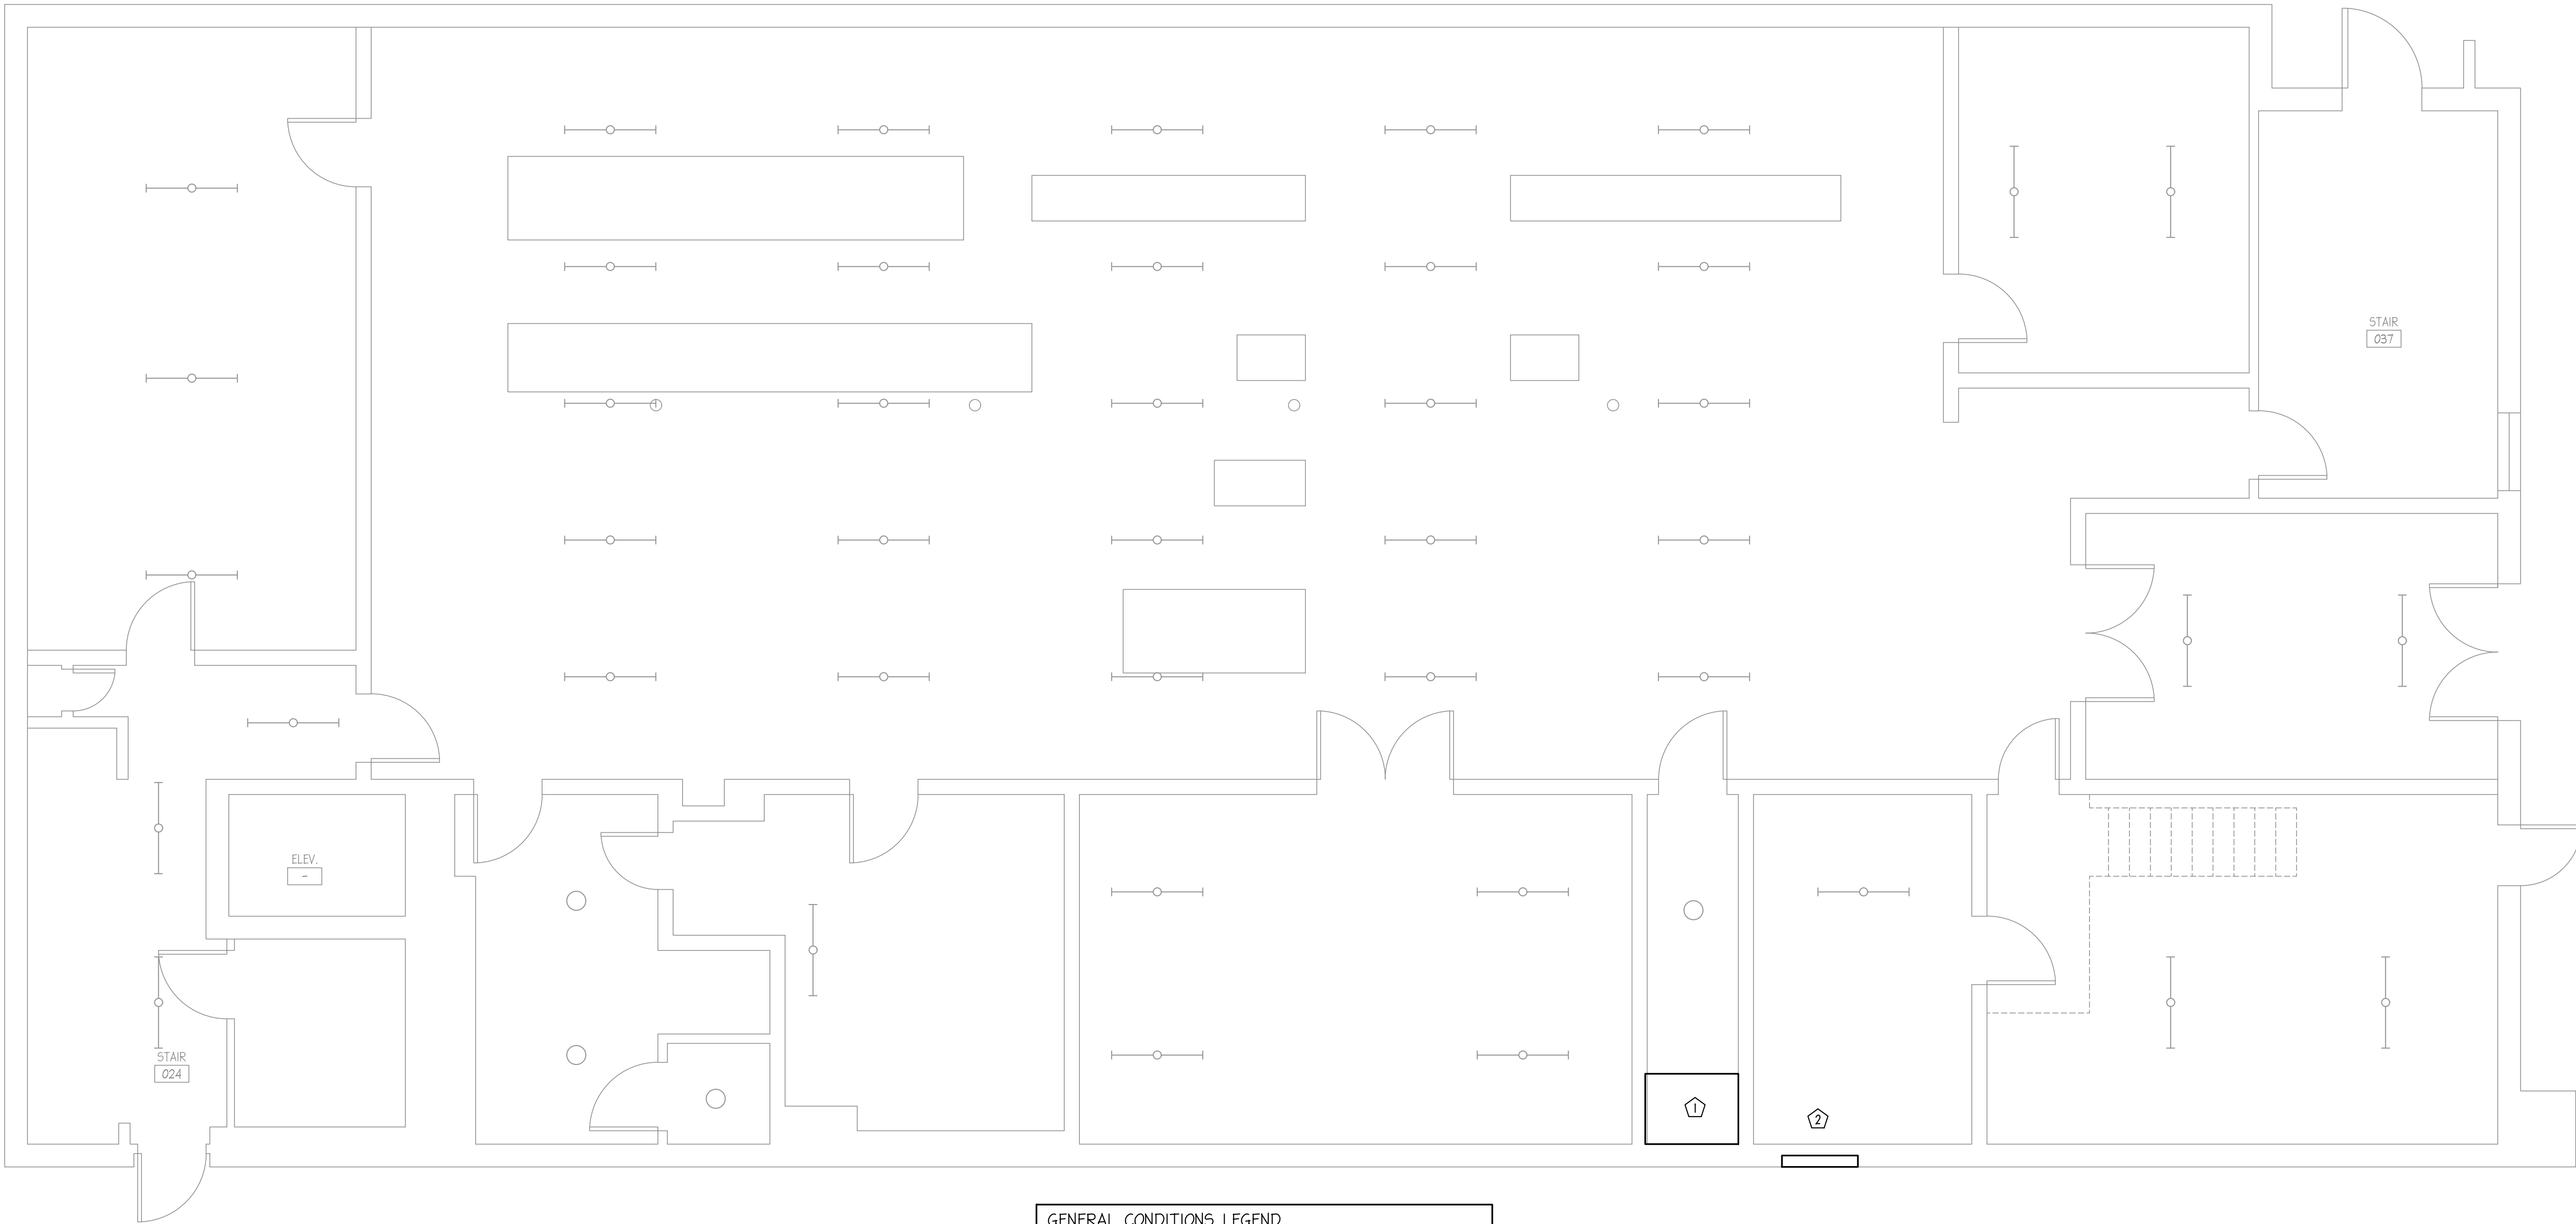 STAIR
037
ELEV.
-
STAIR
024
1
2
GENERAL CONDITIONS LEGEND